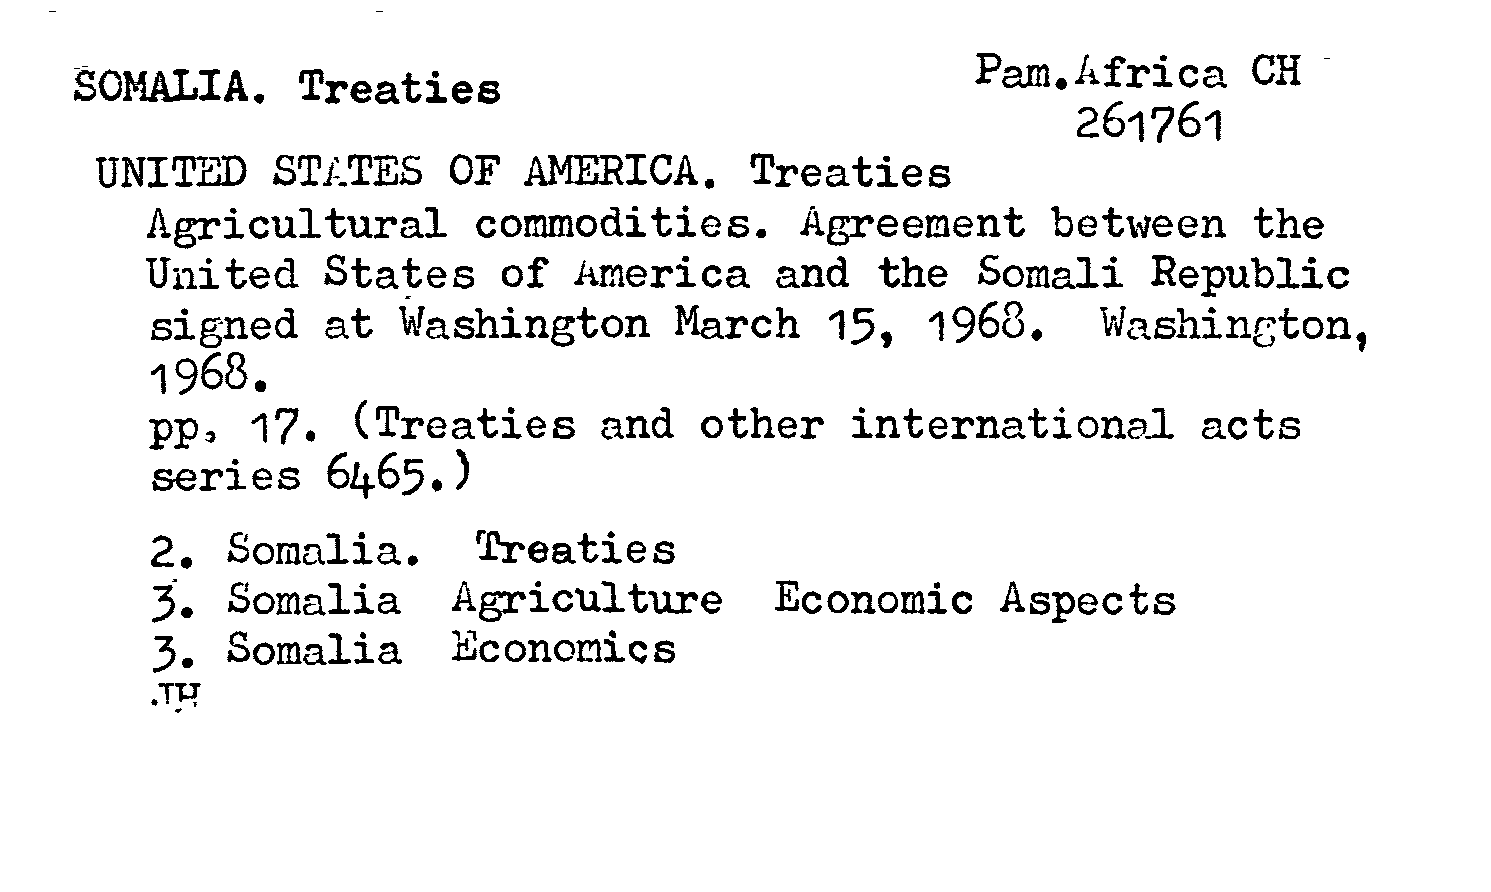 SOMALIA. Treaties
Pam.Africa CH
261761
UNITED STATES OF AMERICA. Treaties
Agricultural commodities. Agreement between the
United States of America and the Somali Republic
signed at Washington March 15, 1968. Washington,
1968.
pp. 17. (Treaties and other international acts
series 6465.)
2. Somalia. Treaties
3. Somalia Agriculture Economic Aspects
3. Somalia Economics